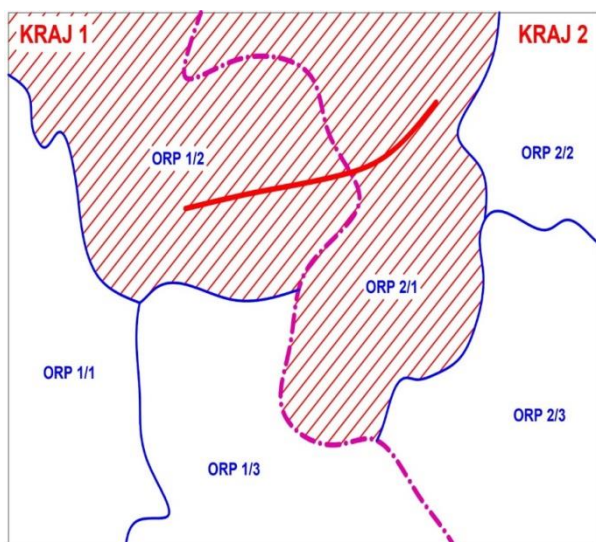 KRAJ 1
KRAJ 2
ORP 1/2
ORP 2/2
ORP 2/1
ORP 1/1
ORP 2/3
ORP 1/3